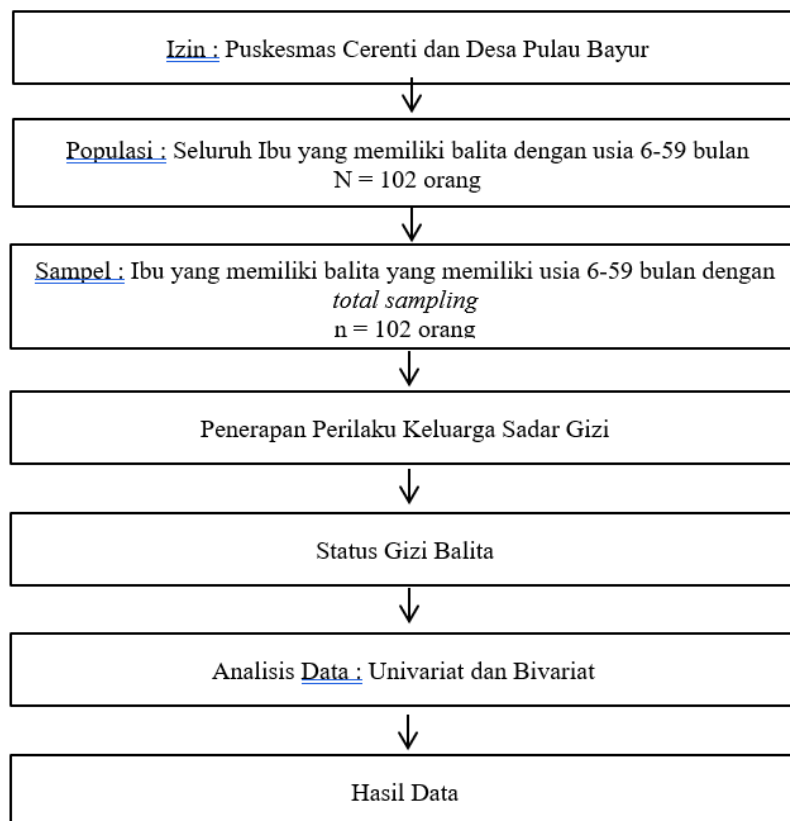 Izin : Puskesmas Cerenti dan Desa Pulau Bayur
Populasi : Seluruh Ibu yang memiliki balita dengan usia 6-59 bulan
N = 102 orang
Sampel : Ibu yang memiliki balita yang memiliki usia 6-59 bulan dengan
total sampling
n = 102 orang
Penerapan Perilaku Keluarga Sadar Gizi
Status Gizi Balita
Analisis Data : Univariat dan Bivariat
Hasil Data